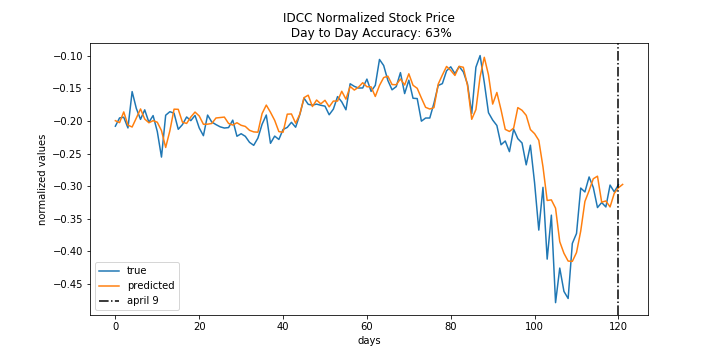 IDCC Normalized Stock Price
Day to Day Accuracy: 63%
−0.10
−0.15
−0.20
−0.25
−0.30
−0.35
−0.40
−0.45
normalized values
true
predicted
april 9
0 20 40 60 80 100 120
days